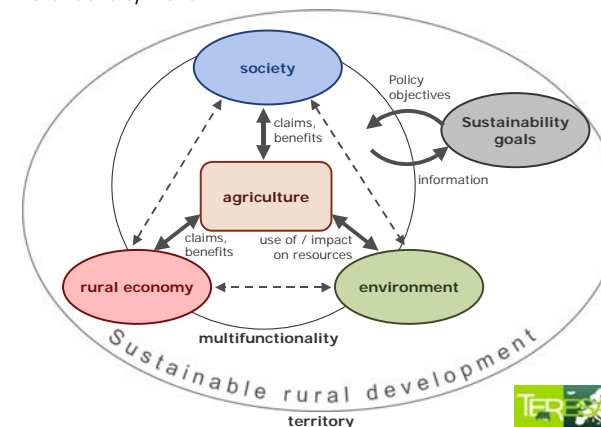 society
Policy
objectives
Sustainability
goals
claims,
benefits
information
agriculture
claims,
benefits
use of / impact
on resources
rural economy
environment
multifunctionality
Sustainable rural development
territory
TERESA